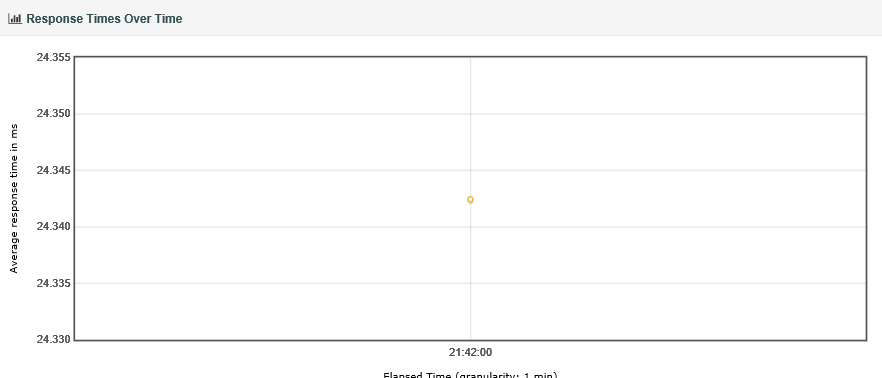 Response Times Over Time
24.355
24.350
24.345
24.340
24.335
24.330
Average response time in ms
21:42:00
Elapsed Time (granularity: 1 min)